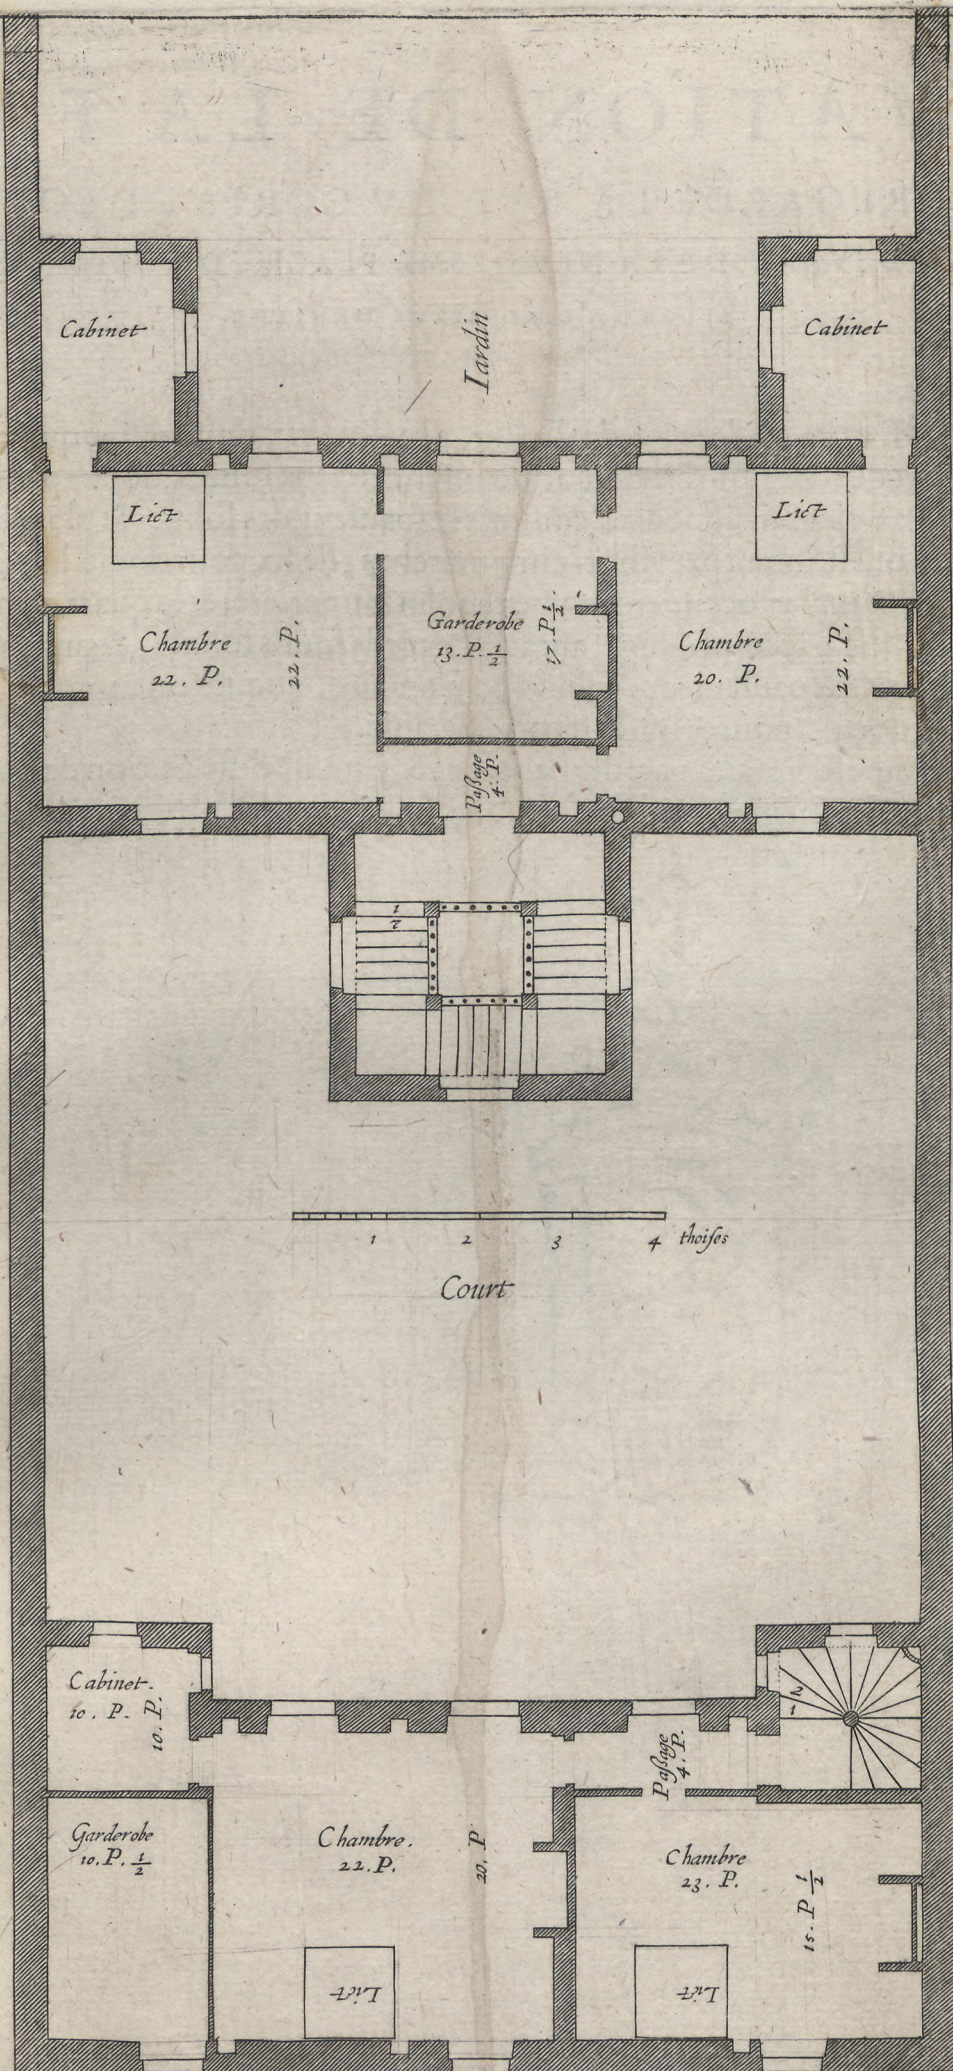 Cabinet
Cabinet
Iardin
Lict
Lict
Chambre
22. P.
22. P.
Garderobe
13. P. 1/2
17. P 1/2.
Chambre
20. P.
22. P.
Paſsage
4. P.
1
2
1
2
3
4 thoiſes
Court
Cabinet.
10. P.
10. P.
1
2
Paſsage
4. P.
Garderobe
10. P. 1/2
Chambre.
22. P.
20. P
Chambre
23. P.
15. P 1/2
Lict
Lict